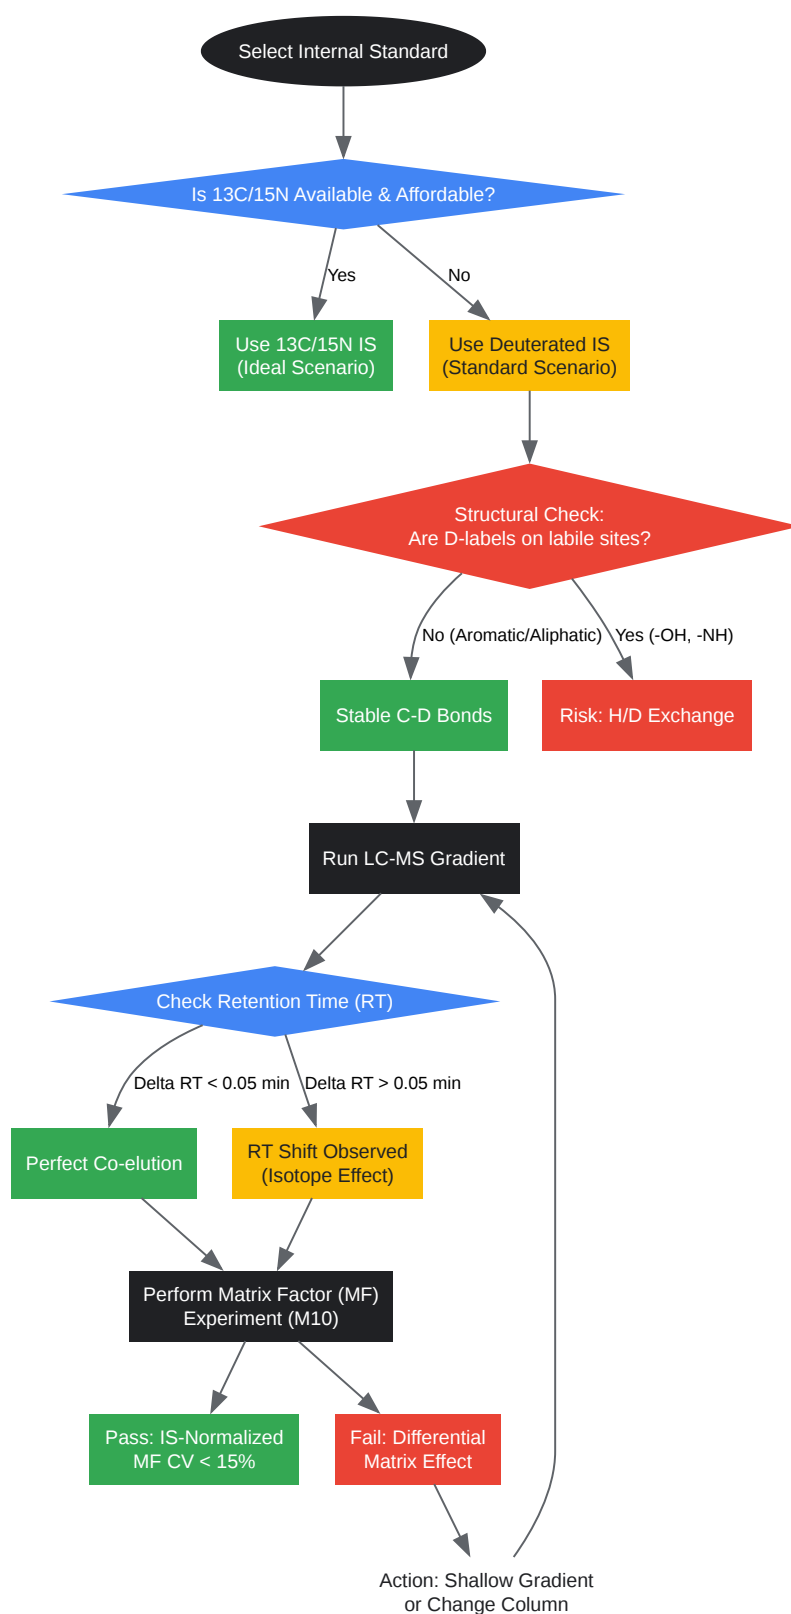 Select Internal Standard
Is 13C/15N Available & Affordable?
Yes
No
Use 13C/15N IS
(Ideal Scenario)
Use Deuterated IS
(Standard Scenario)
Structural Check:
Are D-labels on labile sites?
No (Aromatic/Aliphatic)
Yes (-OH, -NH)
Stable C-D Bonds
Risk: H/D Exchange
Run LC-MS Gradient
Check Retention Time (RT)
Delta RT < 0.05 min
Delta RT > 0.05 min
Perfect Co-elution
RT Shift Observed
(Isotope Effect)
Perform Matrix Factor (MF)
Experiment (M10)
Pass: IS-Normalized
MF CV < 15%
Fail: Differential
Matrix Effect
Action: Shallow Gradient
or Change Column